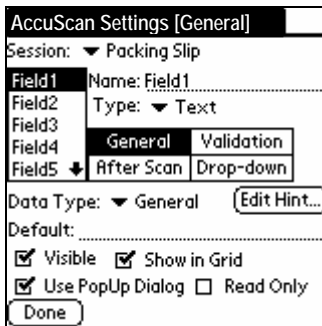 AccuScan Settings [General]
Session: Packing Slip
Field1 Name: Field1
Field2 Type: Text
Field3
Field4 General Validation
Field5 After Scan Drop-down
Data Type: General Edit Hint...
Default:
Visible Show in Grid
Use PopUp Dialog Read Only
Done